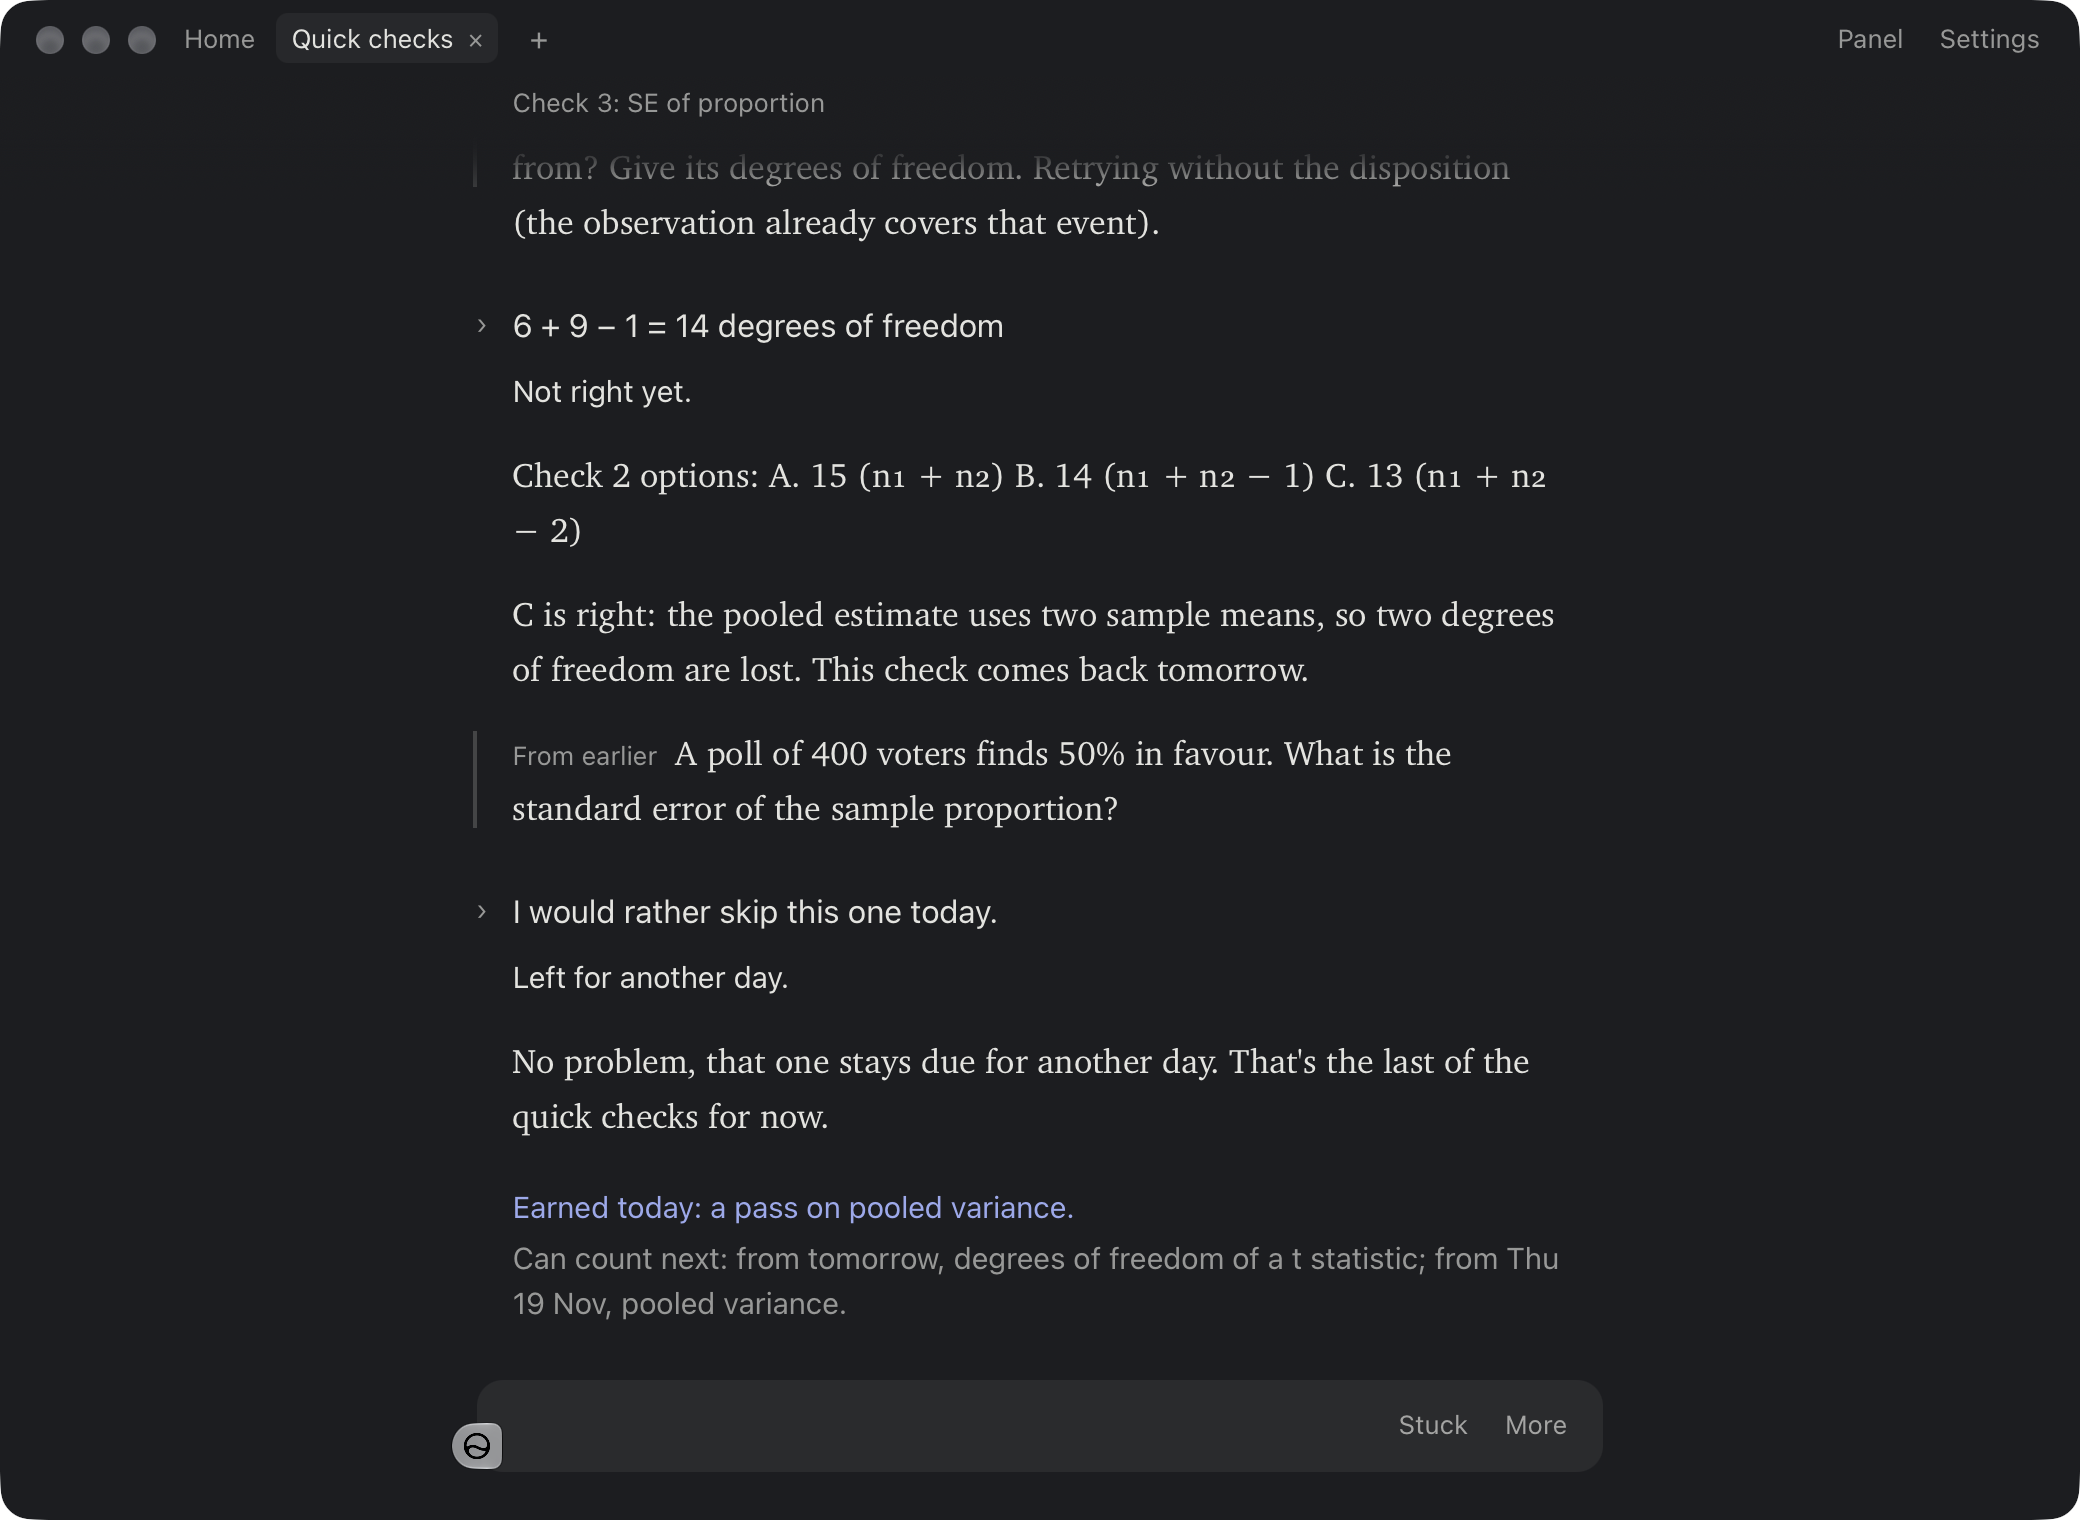 Home
Quick checks ×
+
Panel
Settings
Check 3: SE of proportion
from? Give its degrees of freedom. Retrying without the disposition
(the observation already covers that event).
› 6 + 9 – 1 = 14 degrees of freedom
Not right yet.
Check 2 options: A. 15 (n₁ + n₂) B. 14 (n₁ + n₂ − 1) C. 13 (n₁ + n₂
− 2)
C is right: the pooled estimate uses two sample means, so two degrees
of freedom are lost. This check comes back tomorrow.
From earlier A poll of 400 voters finds 50% in favour. What is the
standard error of the sample proportion?
› I would rather skip this one today.
Left for another day.
No problem, that one stays due for another day. That's the last of the
quick checks for now.
Earned today: a pass on pooled variance.
Can count next: from tomorrow, degrees of freedom of a t statistic; from Thu
19 Nov, pooled variance.
Stuck
More